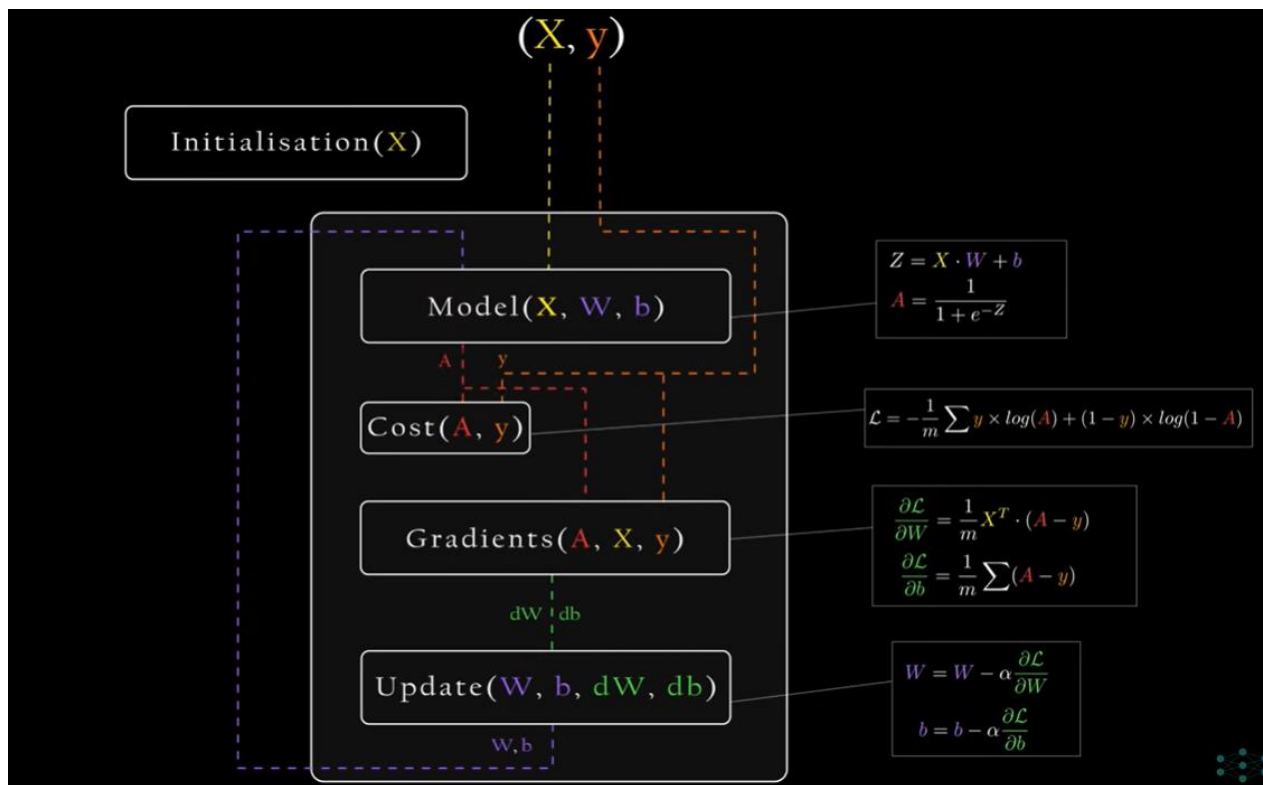 (X, y)
Initialisation(X)
Model(X, W, b)
Z = X · W + b
A = 1 / (1 + e^{-Z})
A
y
Cost(A, y)
ℒ = -1/m ∑ y × log(A) + (1 - y) × log(1 - A)
Gradients(A, X, y)
∂ℒ/∂W = 1/m X^T · (A - y)
∂ℒ/∂b = 1/m ∑(A - y)
dW db
Update(W, b, dW, db)
W = W - α ∂ℒ/∂W
b = b - α ∂ℒ/∂b
W, b